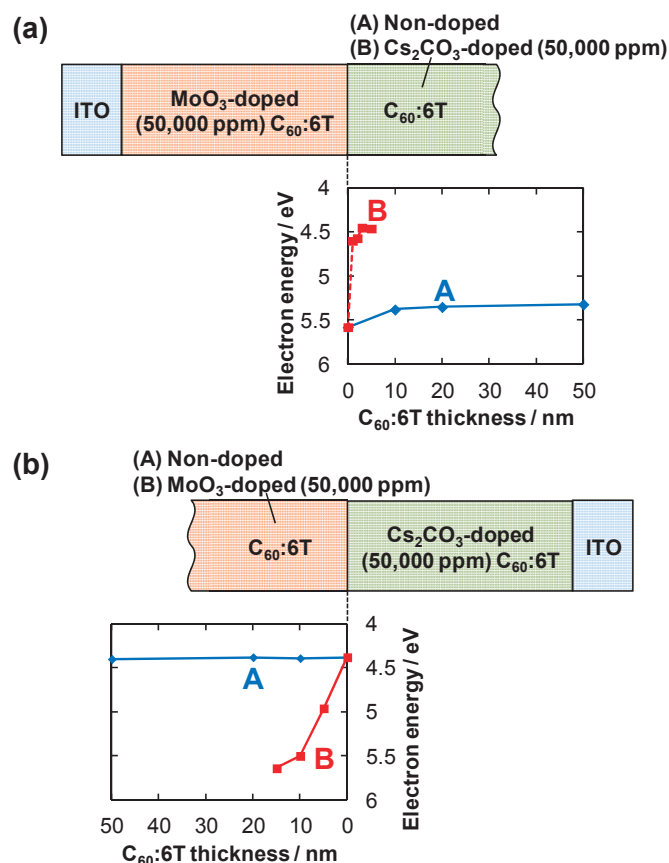 (a)
(A) Non-doped
(B) Cs₂CO₃-doped (50,000 ppm)
ITO
MoO₃-doped
(50,000 ppm) C₆₀:6T
C₆₀:6T
Electron energy / eV
4
4.5
5
5.5
6
B
A
0 10 20 30 40 50
C₆₀:6T thickness / nm
(b)
(A) Non-doped
(B) MoO₃-doped (50,000 ppm)
C₆₀:6T
Cs₂CO₃-doped
(50,000 ppm) C₆₀:6T
ITO
4
4.5
5
5.5
6
Electron energy / eV
A
B
50 40 30 20 10 0
C₆₀:6T thickness / nm